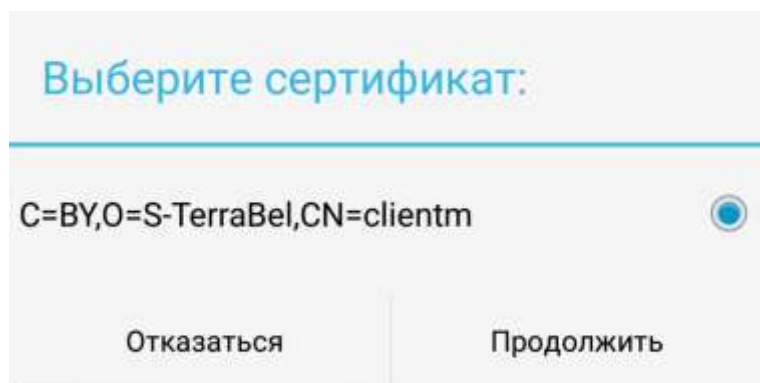 Выберите сертификат:
C=BY,O=S-TerraBel,CN=clientm
Отказаться
Продолжить